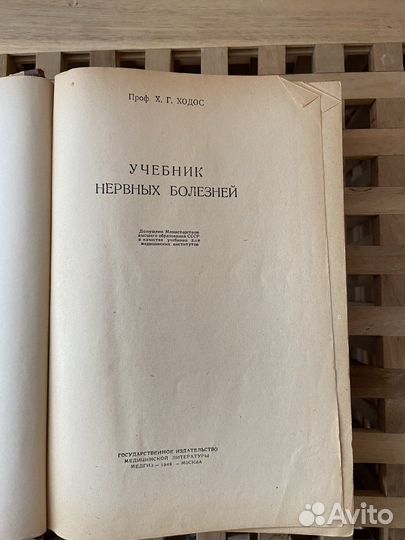 Проф Х. Г. ХОДОС
УЧЕБНИК
НЕРВНЫХ БОЛЕЗНЕЙ
Допущено Министерством
высшего образования СССР
в качестве учебника для
медицинских институтов
ГОСУДАРСТВЕННОЕ ИЗДАТЕЛЬСТВО
МЕДИЦИНСКОЙ ЛИТЕРАТУРЫ
МЕДГИЗ — 1948 — МОСКВА
Avito